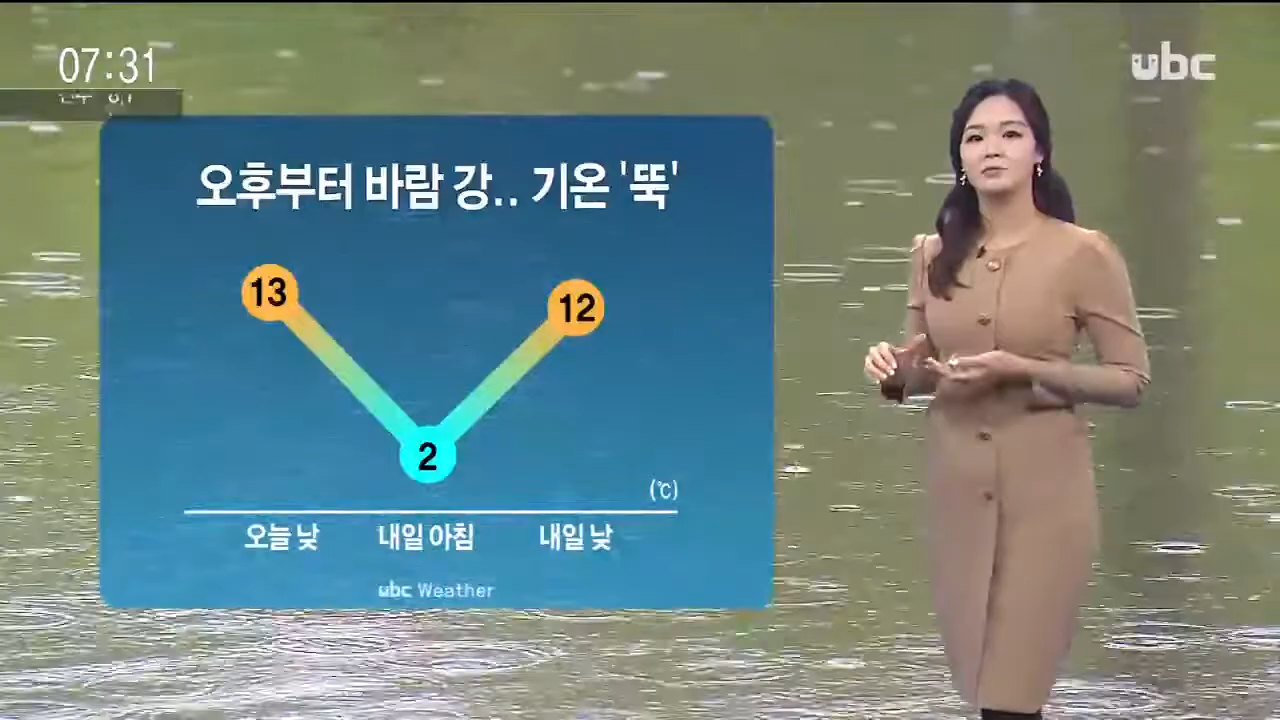 07:31
ubc
오후부터 바람 강.. 기온 '뚝'
13
12
2
(℃)
오늘 낮 내일 아침 내일 낮
ubc Weather